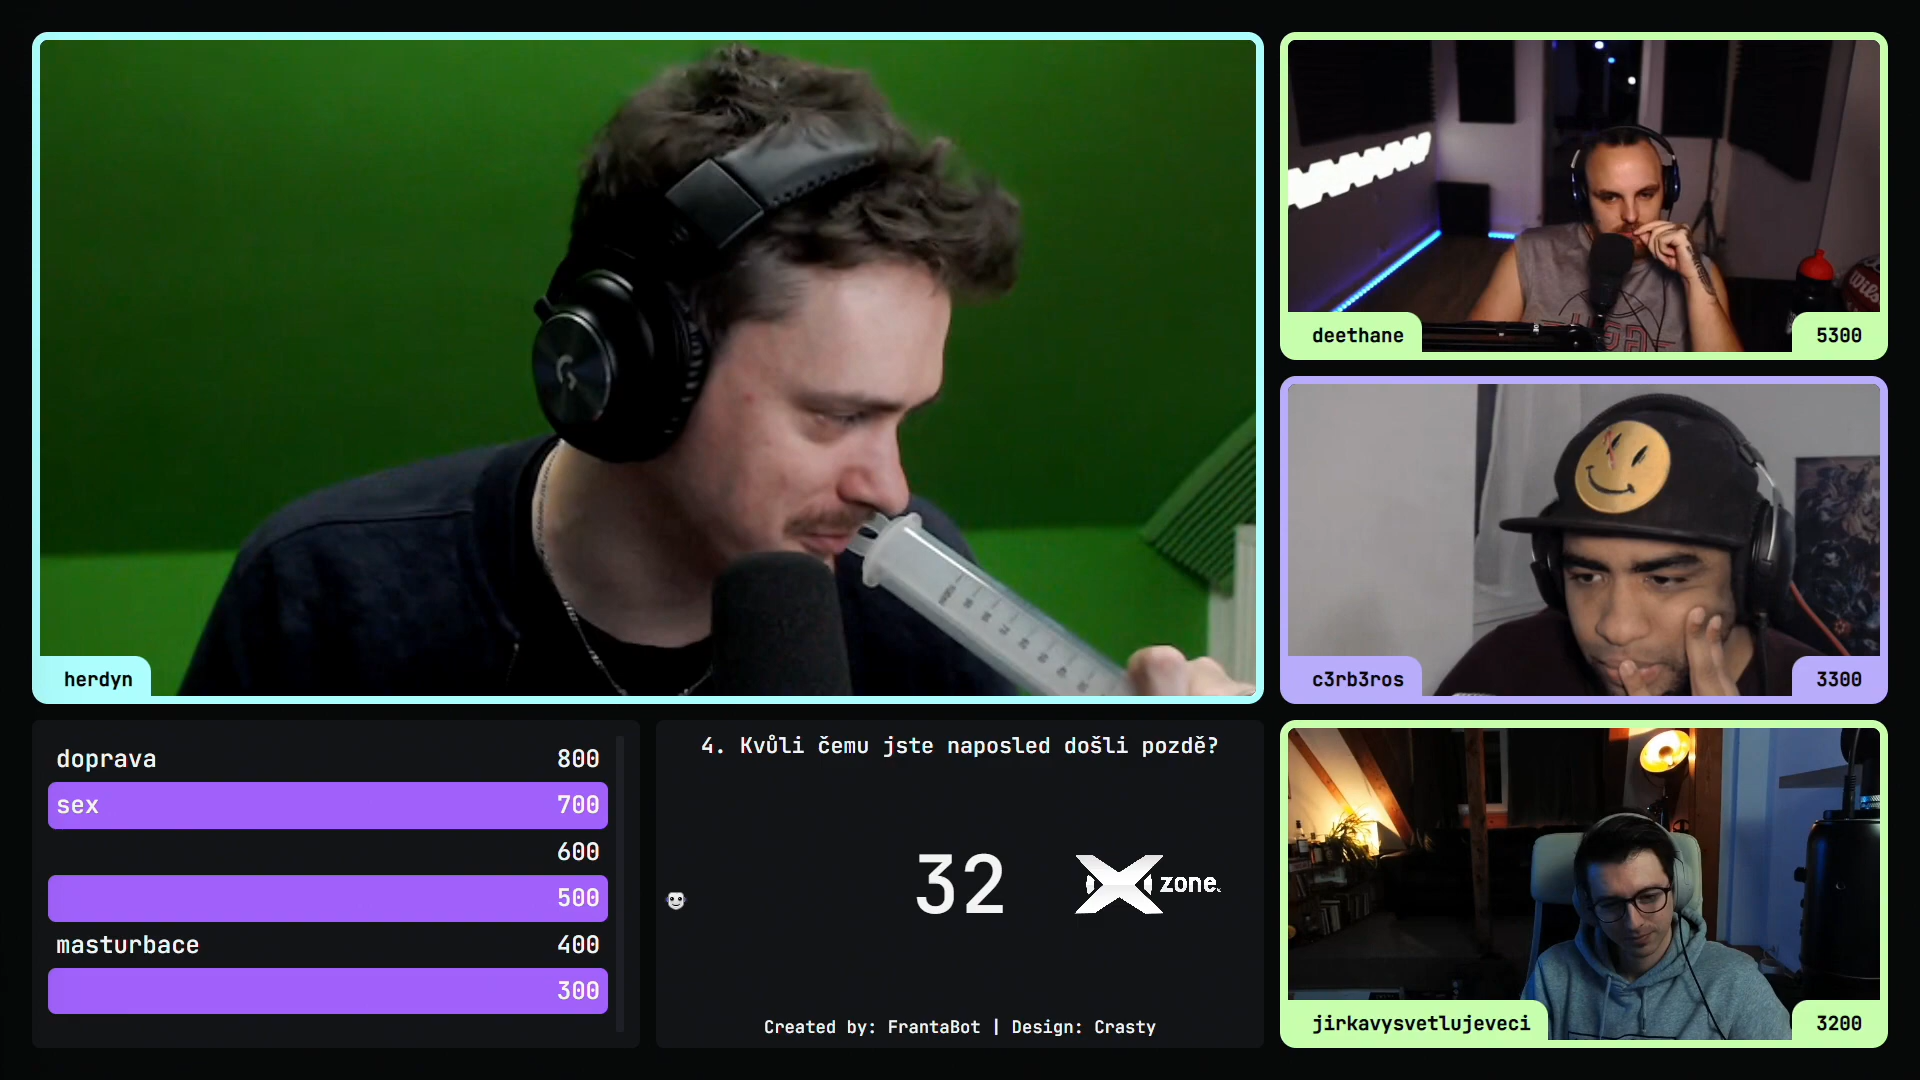 deethane
5300
herdyn
c3rb3ros
3300
doprava 800
sex 700
600
500
masturbace 400
300
4. Kvůli čemu jste naposled došli pozdě?
32
Xzone.
Created by: FrantaBot | Design: Crasty
jirkavysvetlujeveci
3200